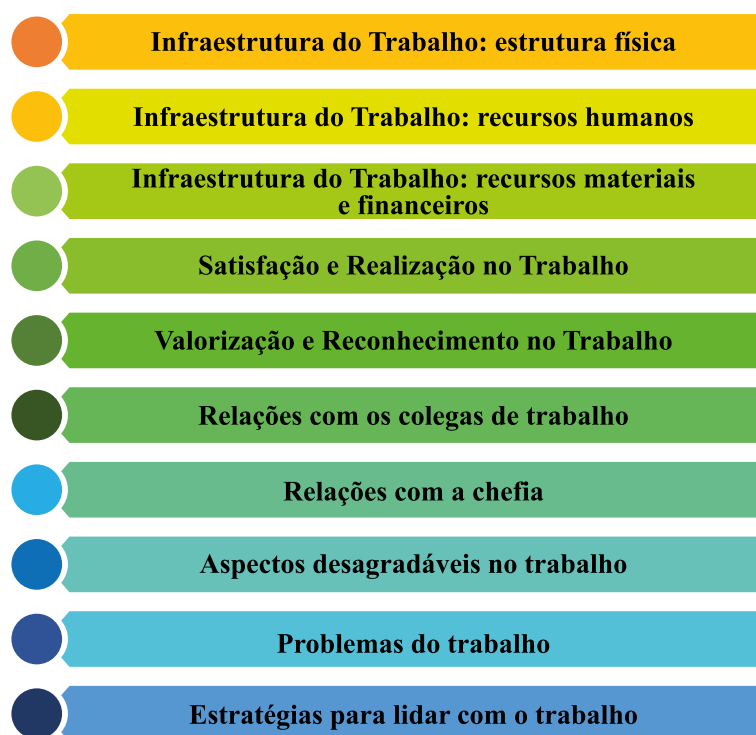 Infraestrutura do Trabalho: estrutura física
Infraestrutura do Trabalho: recursos humanos
Infraestrutura do Trabalho: recursos materiais
e financeiros
Satisfação e Realização no Trabalho
Valorização e Reconhecimento no Trabalho
Relações com os colegas de trabalho
Relações com a chefia
Aspectos desagradáveis no trabalho
Problemas do trabalho
Estratégias para lidar com o trabalho